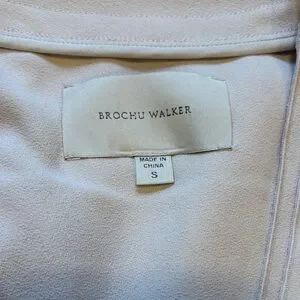 BROCHU WALKER
MADE IN
CHINA
S